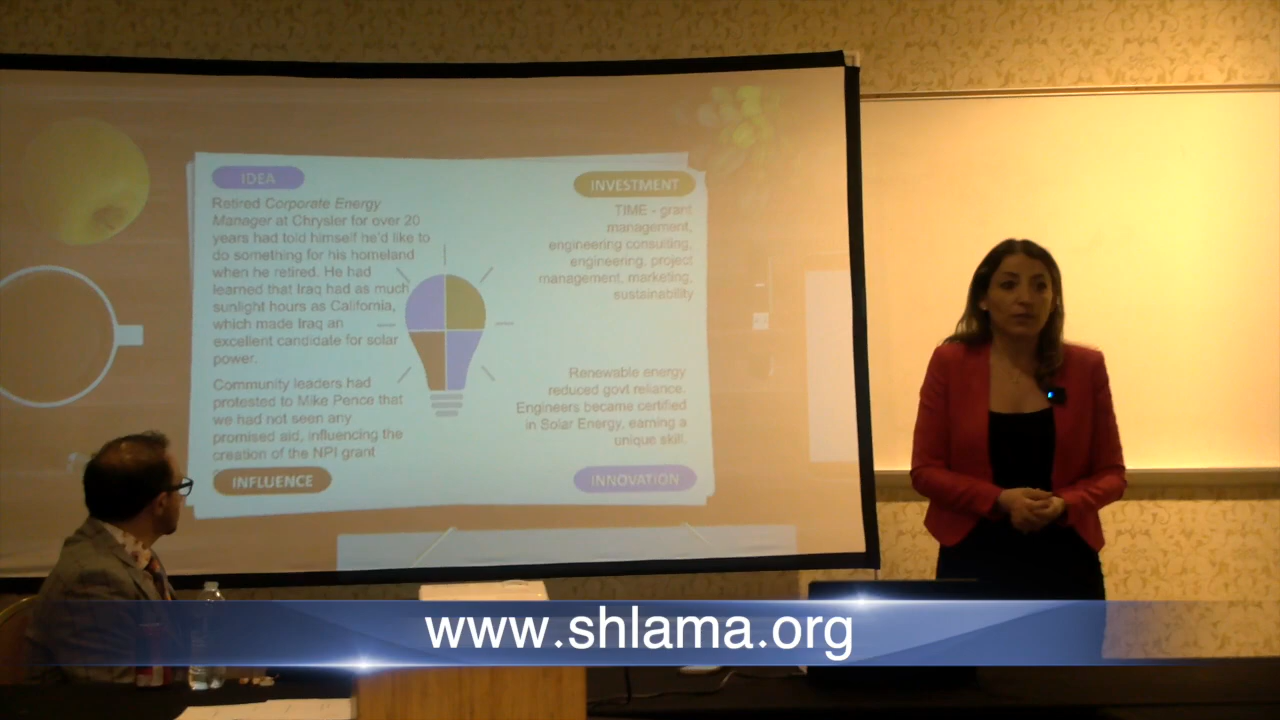 IDEA
Retired Corporate Energy
Manager at Chrysler for over 20
years had told himself he'd like to
do something for his homeland
when he retired. He had
learned that Iraq had as much
sunlight hours as California,
which made Iraq an
excellent candidate for solar
power.
Community leaders had
protested to Mike Pence that
we had not seen any
promised aid, influencing the
creation of the NPI grant
INFLUENCE
INVESTMENT
TIME - grant
management,
engineering consulting,
engineering, project
management, marketing,
sustainability
Renewable energy
reduced govt reliance.
Engineers became certified
in Solar Energy, earning a
unique skill.
INNOVATION
www.shlama.org